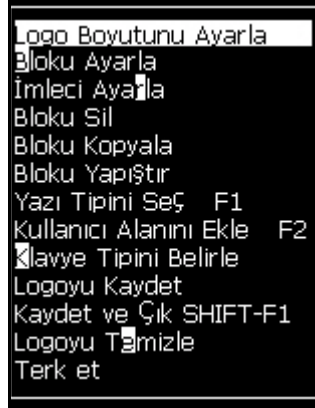 Logo Boyutunu Ayarla
Bloku Ayarla
İmleci Ayarla
Bloku Sil
Bloku Kopyala
Bloku Yapıştır
Yazı Tipini Seç F1
Kullanıcı Alanını Ekle F2
Klavye Tipini Belirle
Logoyu Kaydet
Kaydet ve Çık SHIFT-F1
Logoyu Temizle
Terk et